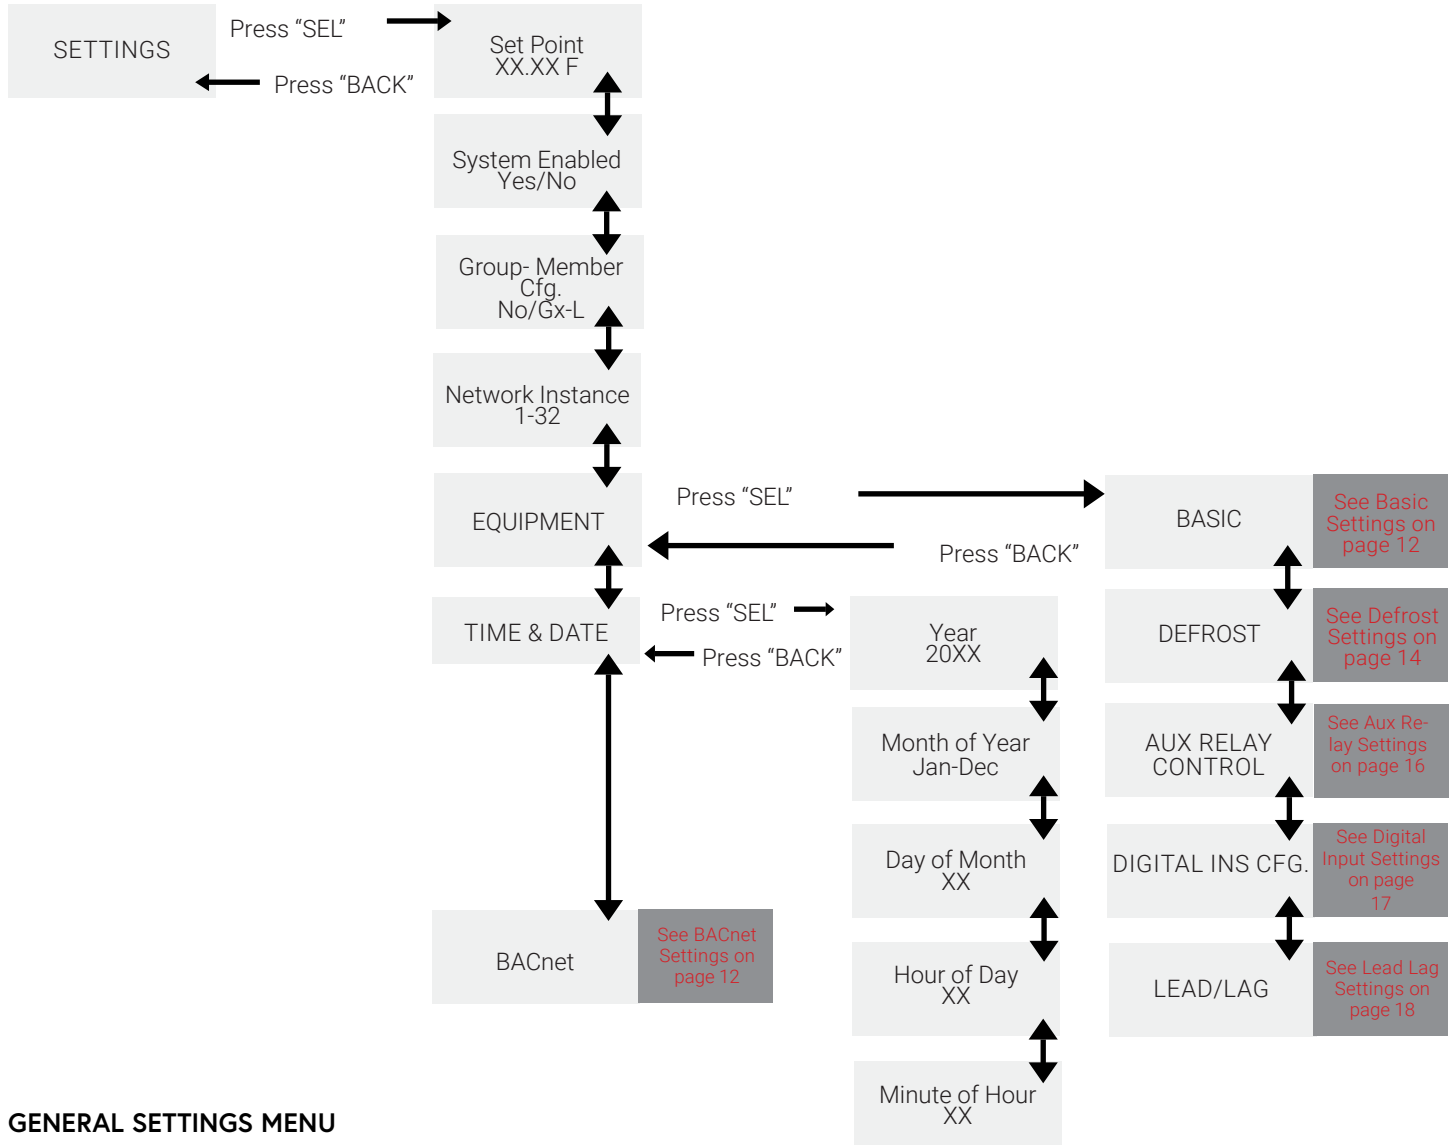 SETTINGS
Press “SEL”
Press “BACK”
Set Point
XX.XX F
System Enabled
Yes/No
Group- Member
Cfg.
No/Gx-L
Network Instance
1-32
EQUIPMENT
Press “SEL”
Press “BACK”
TIME & DATE
Press “SEL”
Press “BACK”
BACnet
See BACnet
Settings on
page 12
Year
20XX
Month of Year
Jan-Dec
Day of Month
XX
Hour of Day
XX
Minute of Hour
XX
BASIC
See Basic
Settings on
page 12
DEFROST
See Defrost
Settings on
page 14
AUX RELAY
CONTROL
See Aux Re-
lay Settings
on page 16
DIGITAL INS CFG.
See Digital
Input Settings
on page
17
LEAD/LAG
See Lead Lag
Settings on
page 18
GENERAL SETTINGS MENU